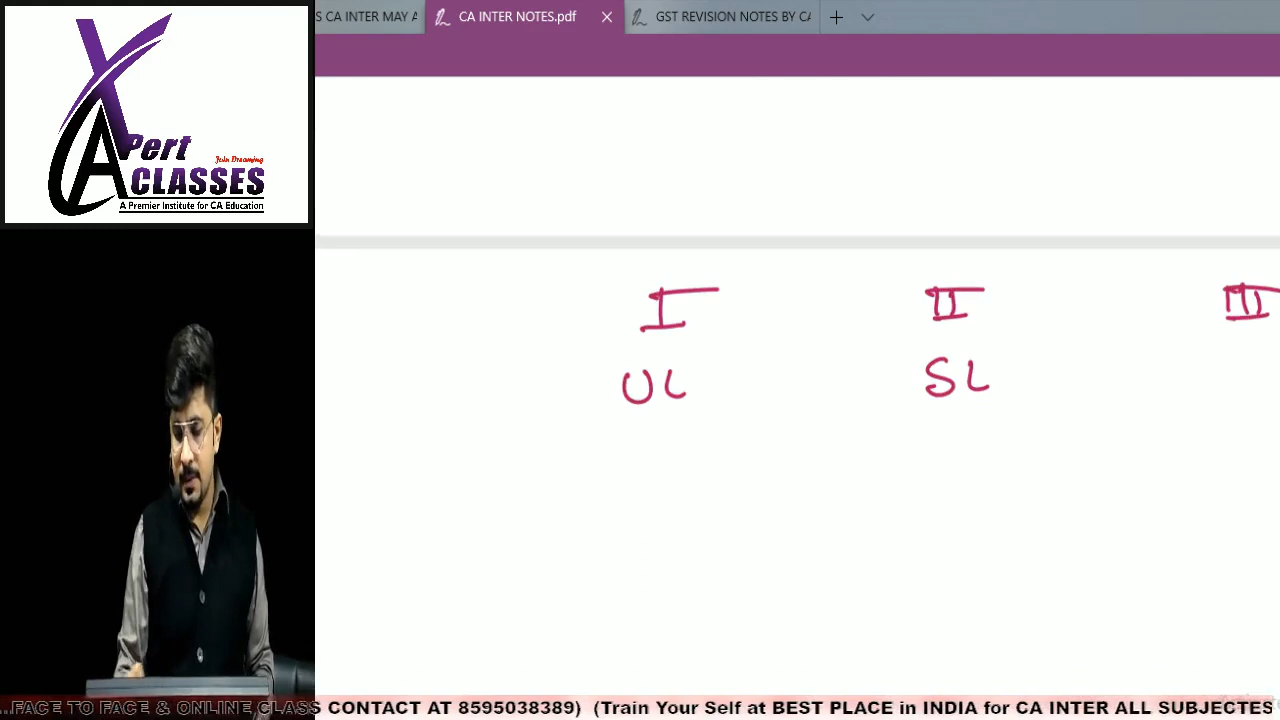 S CA INTER MAY A
CA INTER NOTES.pdf
GST REVISION NOTES BY CA
XPert
Join Dreaming
CA CLASSES
A Premier Institute for CA Education
I II III
UL SL
...FACE TO FACE & ONLINE CLASS CONTACT AT 8595038389) (Train Your Self at BEST PLACE in INDIA for CA INTER ALL SUBJECTES